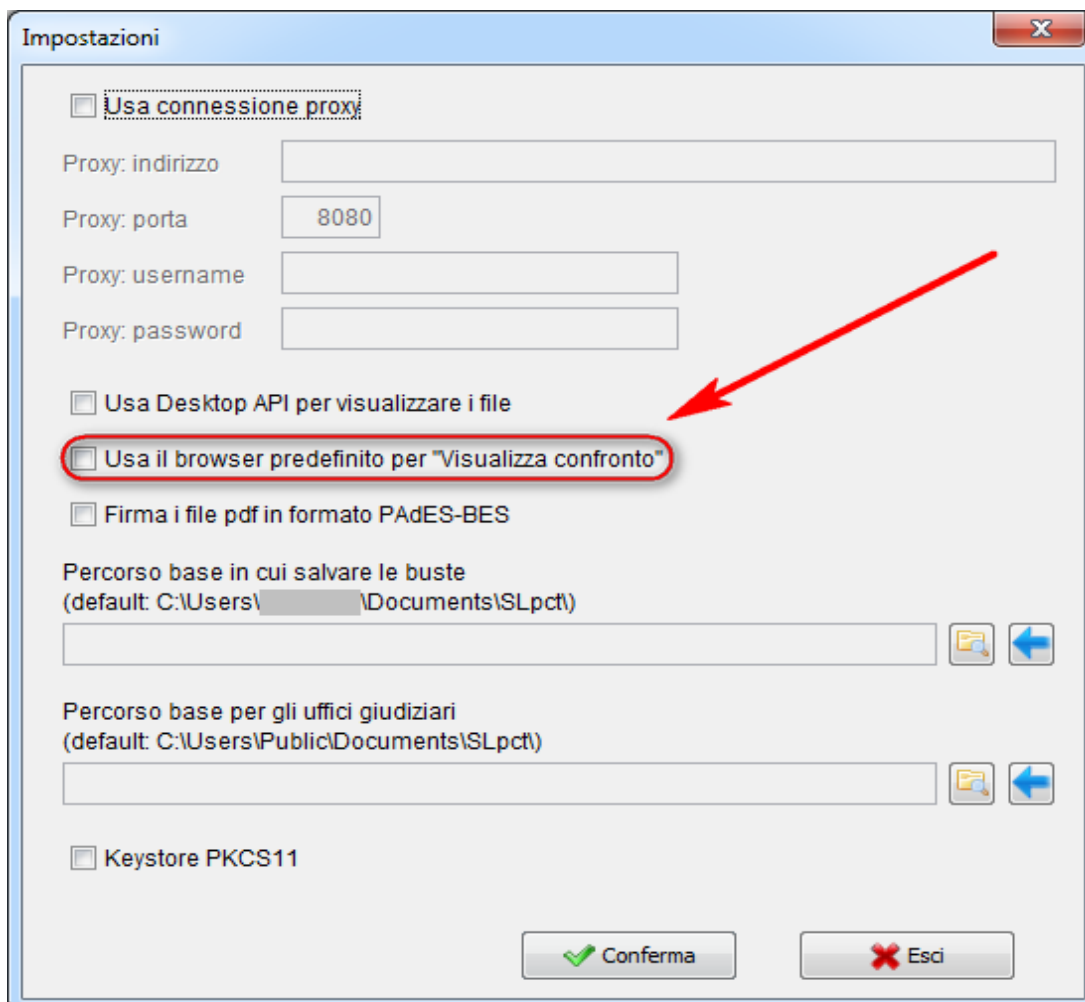 Impostazioni
Usa connessione proxy
Proxy: indirizzo
Proxy: porta
8080
Proxy: username
Proxy: password
Usa Desktop API per visualizzare i file
Usa il browser predefinito per "Visualizza confronto"
Firma i file pdf in formato PAdES-BES
Percorso base in cui salvare le buste
(default: C:\Users\ \Documents\SLpct\)
Percorso base per gli uffici giudiziari
(default: C:\Users\Public\Documents\SLpct\)
Keystore PKCS11
Conferma
Esci